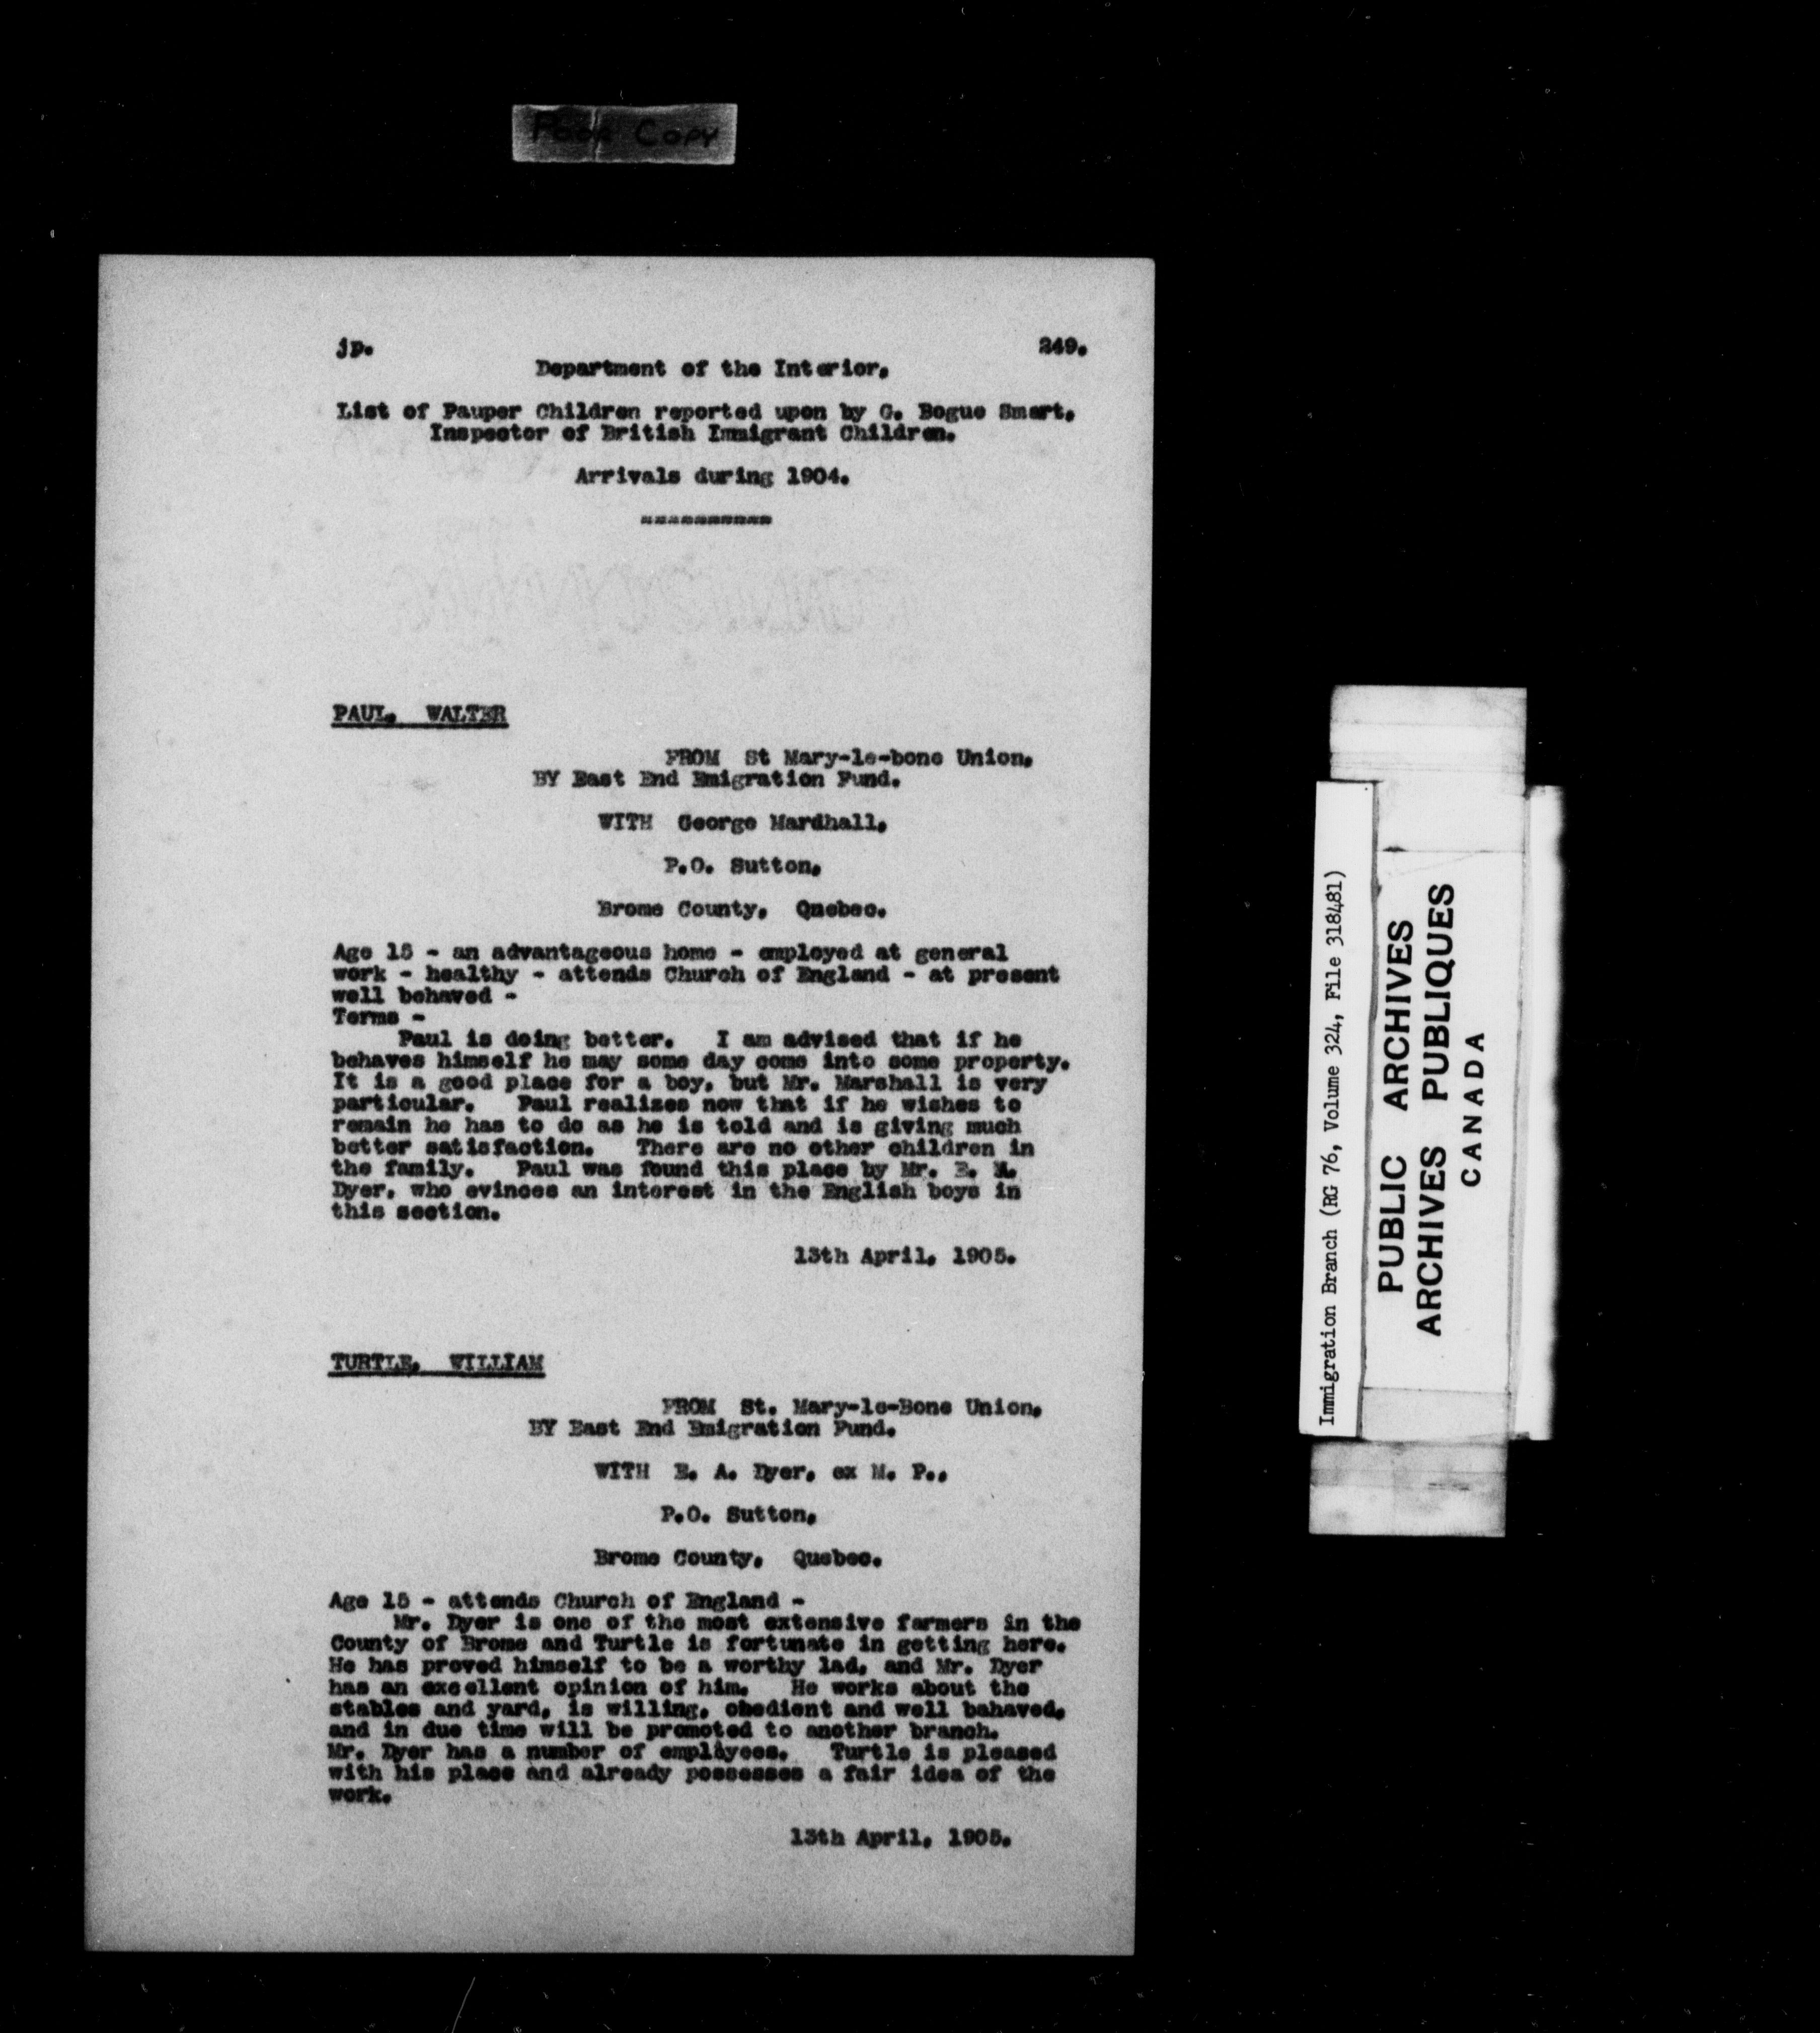 Poor Copy
jp.
249.
Department of the Interior.
List of Pauper Children reported upon by G. Bogue Smart.
Inspector of British Immigrant Children.
Arrivals during 1904.
PAUL, WALTER
FROM St Mary-le-bone Union,
BY East End Emigration Fund.
WITH George Mardhall,
P.O. Sutton,
Brome County, Quebec.
Age 15 - an advantageous home - employed at general
work - healthy - attends Church of England - at present
well behaved -
Terms -
Paul is doing better. I am advised that if he
behaves himself he may some day come into some property.
It is a good place for a boy, but Mr. Marshall is very
particular. Paul realizes now that if he wishes to
remain he has to do as he is told and is giving much
better satisfaction. There are no other children in
the family. Paul was found this place by Mr. E.
Dyer, who evinces an interest in the English boys in
this section.
13th April, 1905.
TURTLE, WILLIAM
FROM St. Mary-le-Bone Union,
BY East End Emigration Fund.
WITH E. A. Dyer, ex M. P.,
P.O. Sutton,
Brome County, Quebec.
Age 15 - attends Church of England -
Mr. Dyer is one of the most extensive farmers in the
County of Brome and Turtle is fortunate in getting here.
He has proved himself to be a worthy lad, and Mr. Dyer
has an excellent opinion of him. He works about the
stables and yard, is willing, obedient and well bahaved,
and in due time will be promoted to another branch.
Mr. Dyer has a number of employees. Turtle is pleased
with his place and already possesses a fair idea of the
work.
13th April, 1905.
Immigration Branch (RG 76, Volume 324, File 318481)
PUBLIC ARCHIVES
ARCHIVES PUBLIQUES
CANADA